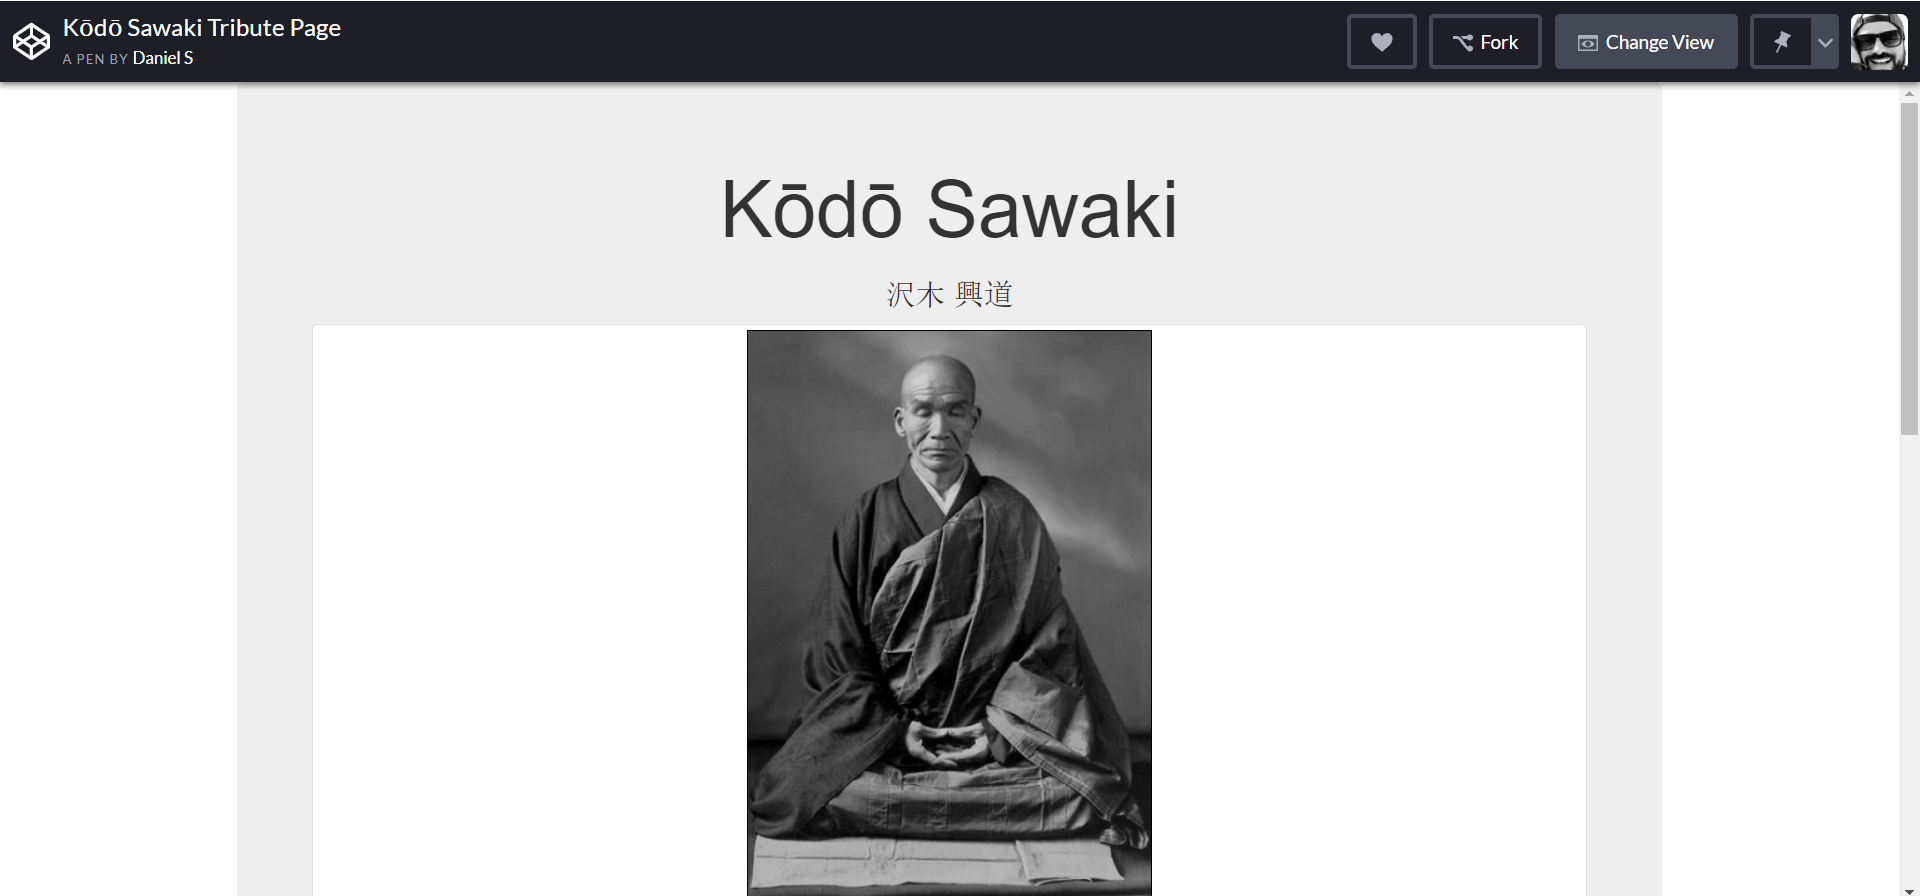 Kōdō Sawaki Tribute Page
A PEN BY Daniel S
Fork
Change View
Kōdō Sawaki
沢木 興道